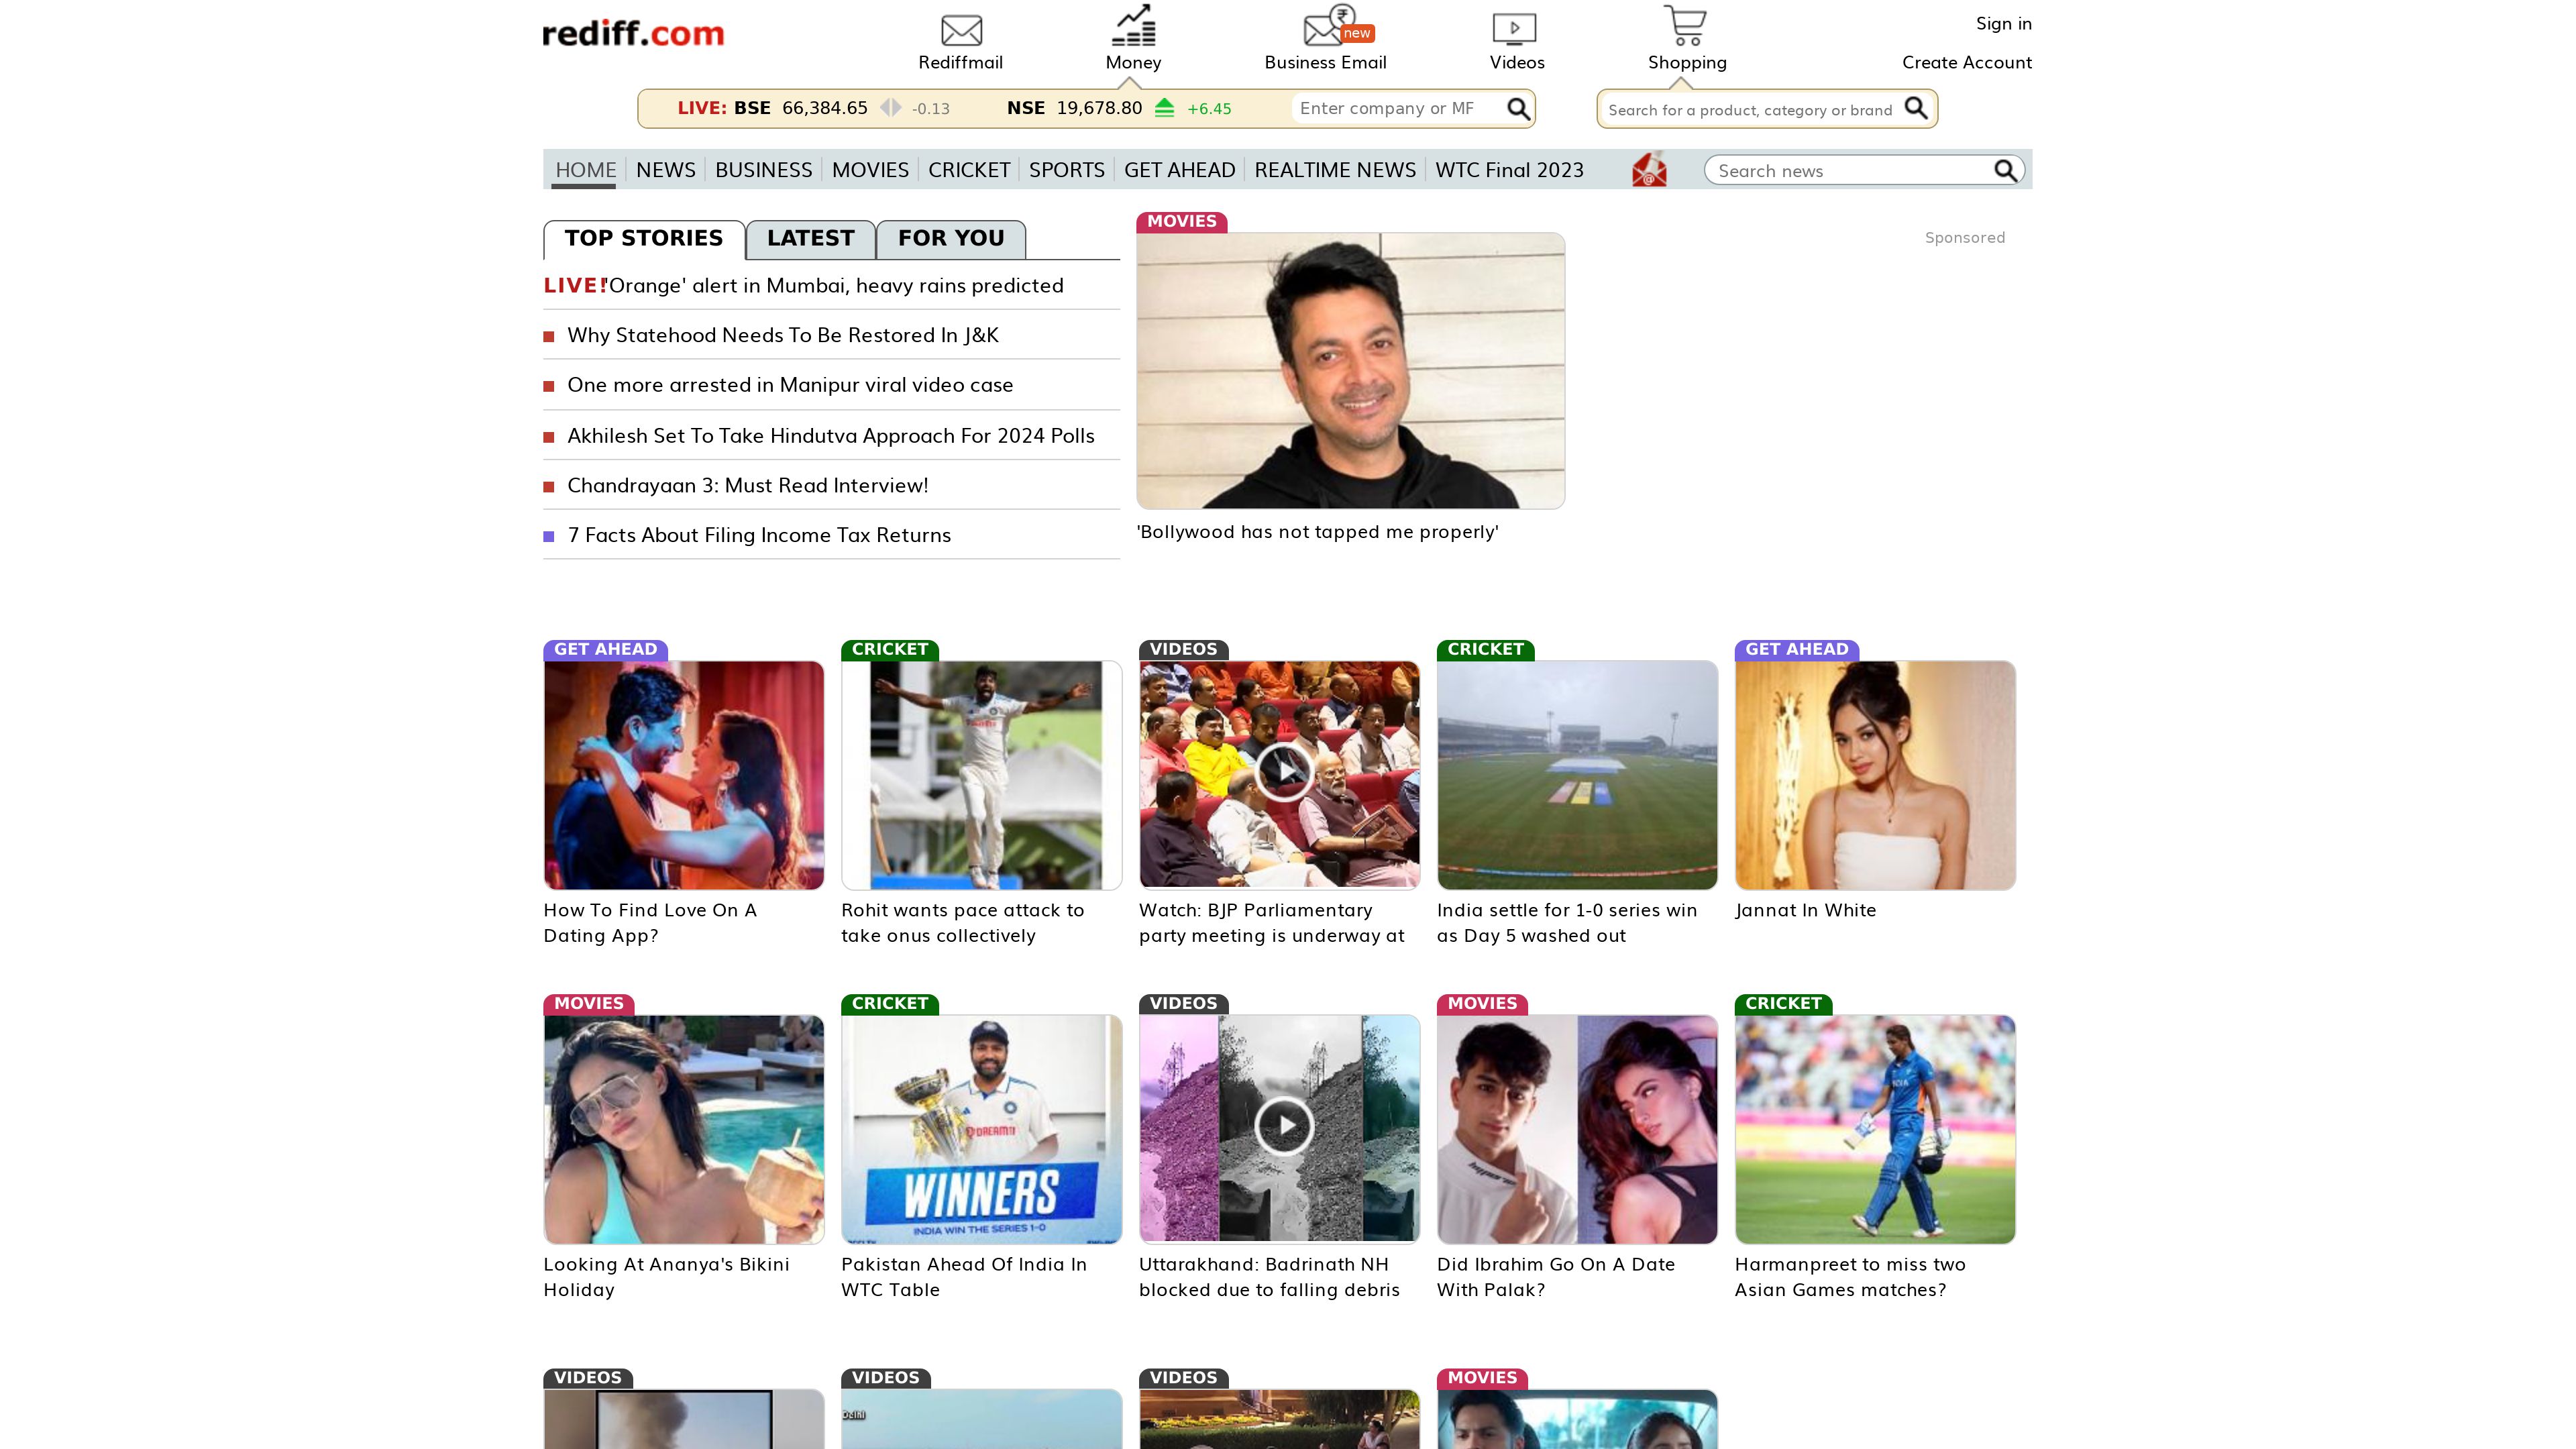 rediff.com
Rediffmail
Money
new
Business Email
Videos
Shopping
Sign in
Create Account
LIVE: BSE 66,384.65 -0.13 NSE 19,678.80 +6.45
Enter company or MF
Search for a product, category or brand
HOME NEWS BUSINESS MOVIES CRICKET SPORTS GET AHEAD REALTIME NEWS WTC Final 2023
Search news
TOP STORIES LATEST FOR YOU
LIVE! 'Orange' alert in Mumbai, heavy rains predicted
Why Statehood Needs To Be Restored In J&K
One more arrested in Manipur viral video case
Akhilesh Set To Take Hindutva Approach For 2024 Polls
Chandrayaan 3: Must Read Interview!
7 Facts About Filing Income Tax Returns
MOVIES
'Bollywood has not tapped me properly'
Sponsored
GET AHEAD
How To Find Love On A
Dating App?
CRICKET
Rohit wants pace attack to
take onus collectively
VIDEOS
Watch: BJP Parliamentary
party meeting is underway at
CRICKET
India settle for 1-0 series win
as Day 5 washed out
GET AHEAD
Jannat In White
MOVIES
Looking At Ananya's Bikini
Holiday
CRICKET
WINNERS
INDIA WIN THE SERIES 1-0
Pakistan Ahead Of India In
WTC Table
VIDEOS
Uttarakhand: Badrinath NH
blocked due to falling debris
MOVIES
Did Ibrahim Go On A Date
With Palak?
CRICKET
Harmanpreet to miss two
Asian Games matches?
VIDEOS
VIDEOS
VIDEOS
MOVIES